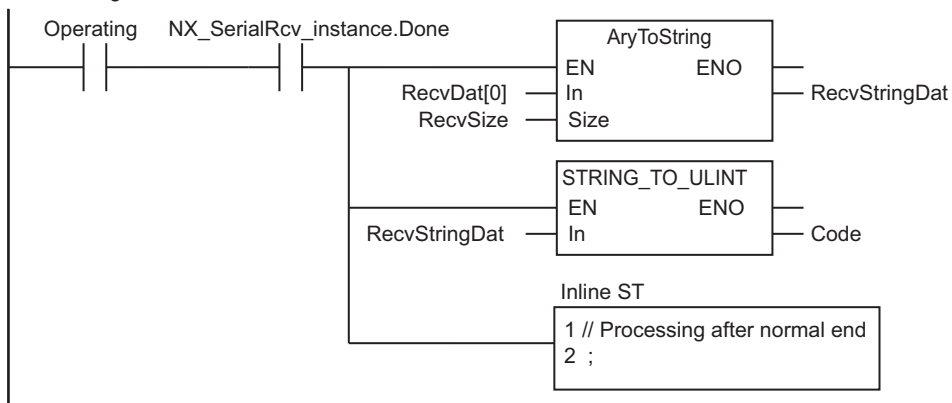 Operating NX_SerialRcv_instance.Done
AryToString
EN ENO
RecvDat[0] In RecvStringDat
RecvSize Size
STRING_TO_ULINT
EN ENO
RecvStringDat In Code
Inline ST
1 // Processing after normal end
2 ;